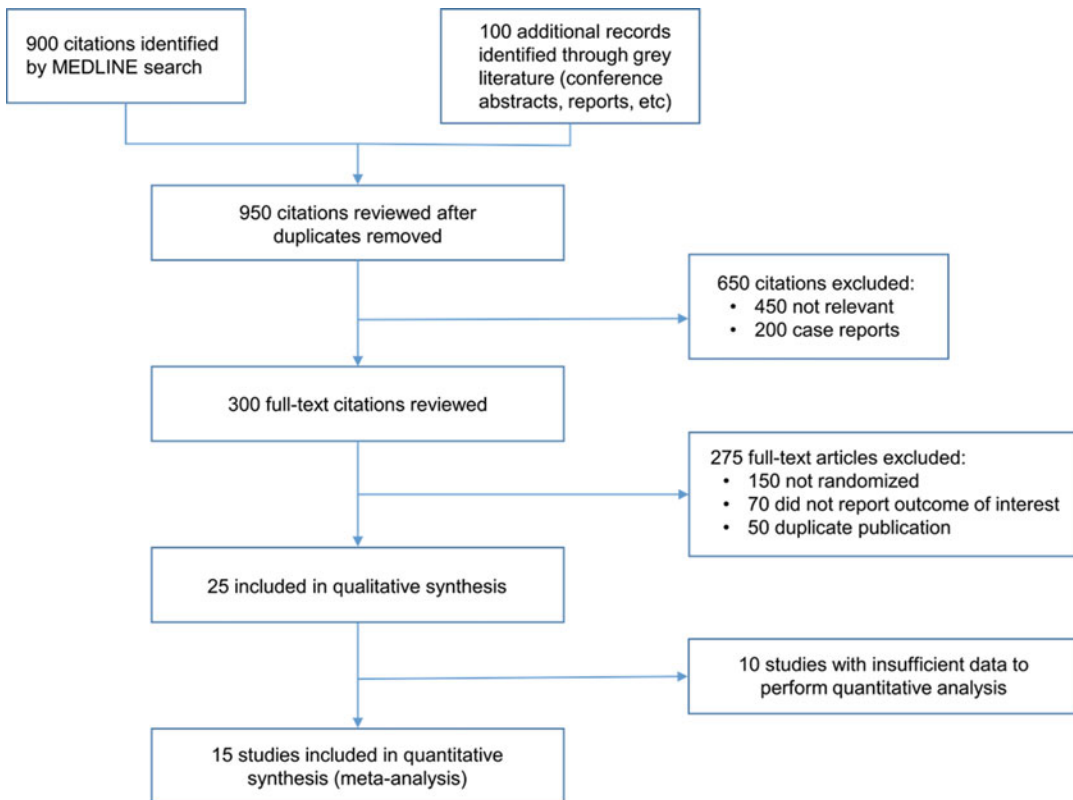 900 citations identified
by MEDLINE search
100 additional records
identified through grey
literature (conference
abstracts, reports, etc)
950 citations reviewed after
duplicates removed
650 citations excluded:
• 450 not relevant
• 200 case reports
300 full-text citations reviewed
275 full-text articles excluded:
• 150 not randomized
• 70 did not report outcome of interest
• 50 duplicate publication
25 included in qualitative synthesis
10 studies with insufficient data to
perform quantitative analysis
15 studies included in quantitative
synthesis (meta-analysis)